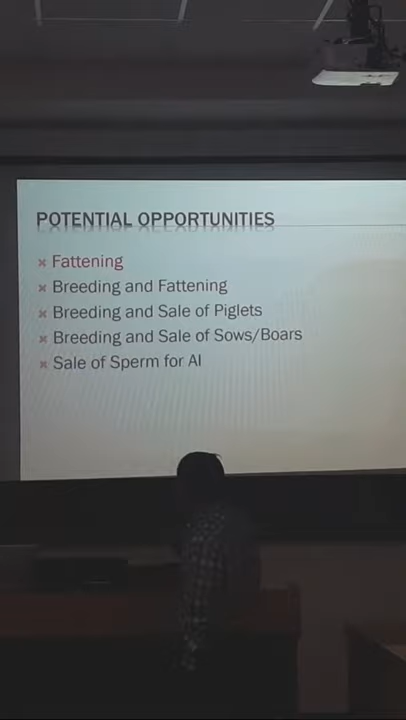 POTENTIAL OPPORTUNITIES
Fattening
Breeding and Fattening
Breeding and Sale of Piglets
Breeding and Sale of Sows/Boars
Sale of Sperm for AI